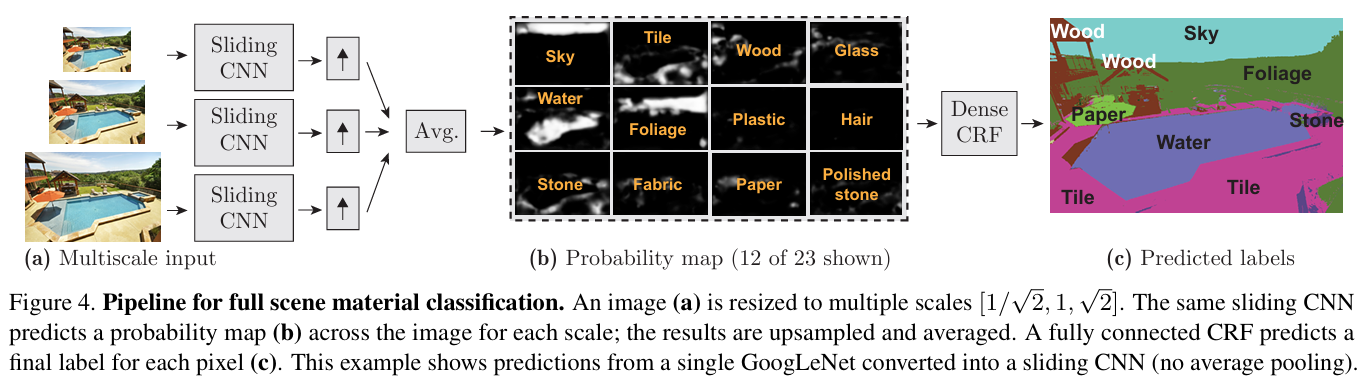 Sliding
CNN
↑
Sliding
CNN
↑
Sliding
CNN
↑
Avg.
Sky
Tile
Wood
Glass
Water
Foliage
Plastic
Hair
Stone
Fabric
Paper
Polished
stone
Dense
CRF
Wood
Sky
Wood
Foliage
Paper
Stone
Water
Tile
Tile
(a) Multiscale input
(b) Probability map (12 of 23 shown)
(c) Predicted labels
Figure 4. Pipeline for full scene material classification. An image (a) is resized to multiple scales [1/√2, 1, √2]. The same sliding CNN
predicts a probability map (b) across the image for each scale; the results are upsampled and averaged. A fully connected CRF predicts a
final label for each pixel (c). This example shows predictions from a single GoogLeNet converted into a sliding CNN (no average pooling).